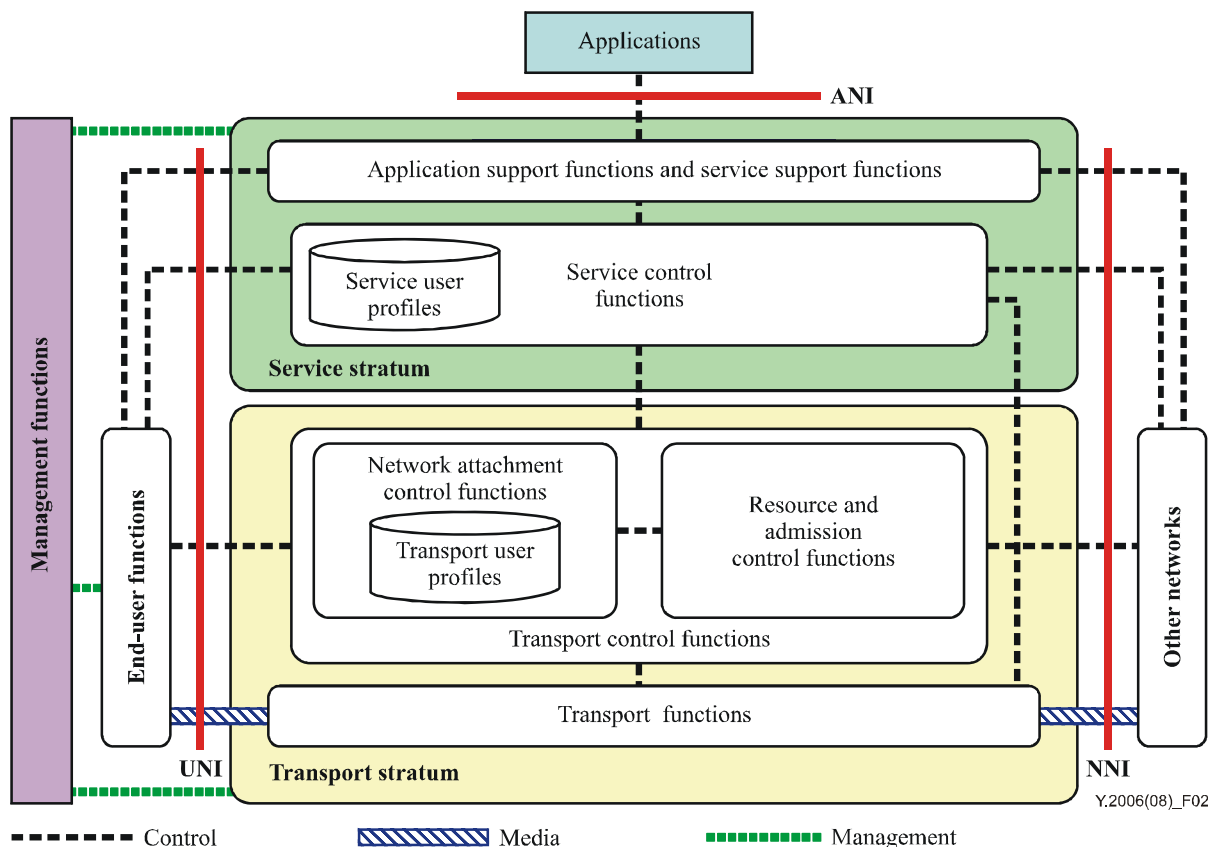 Applications
ANI
Application support functions and service support functions
Service user
profiles
Service control
functions
Service stratum
Management functions
End-user functions
Network attachment
control functions
Transport user
profiles
Resource and
admission
control functions
Transport control functions
Other networks
Transport functions
UNI
Transport stratum
NNI
Y.2006(08)_F02
Control
Media
Management